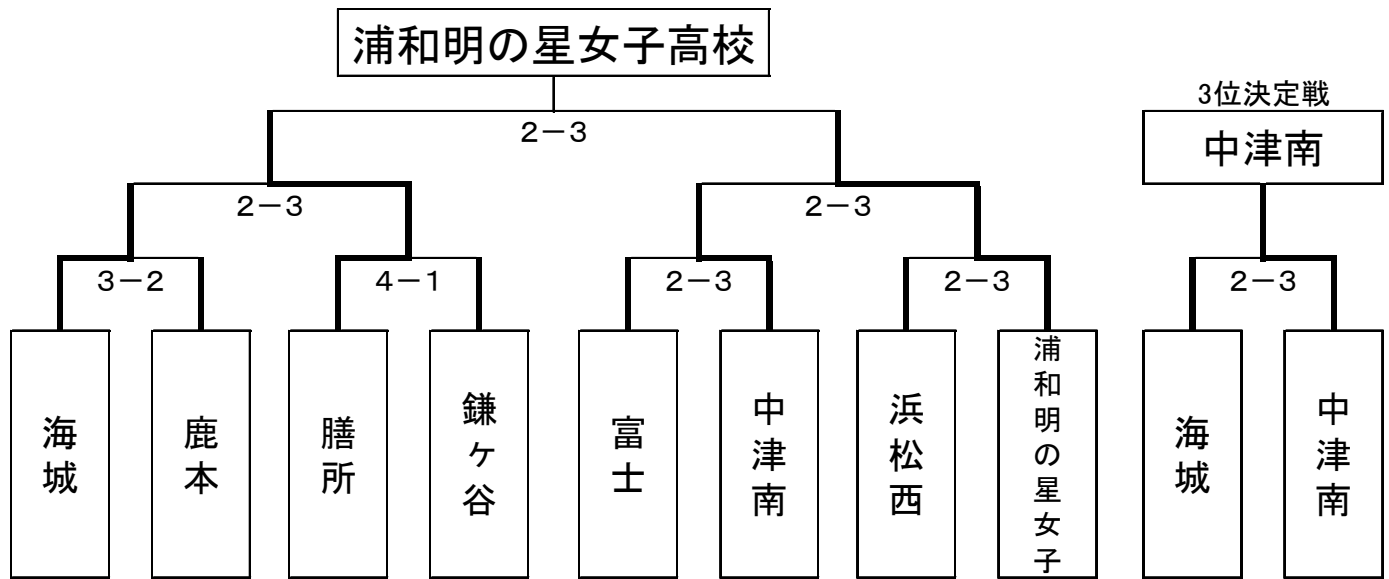 浦和明の星女子高校
3位決定戦
中津南
2－3
2－3
2－3
3－2
4－1
2－3
2－3
2－3
海城
鹿本
膳所
鎌ヶ谷
富士
中津南
浜松西
浦和明の星女子
海城
中津南